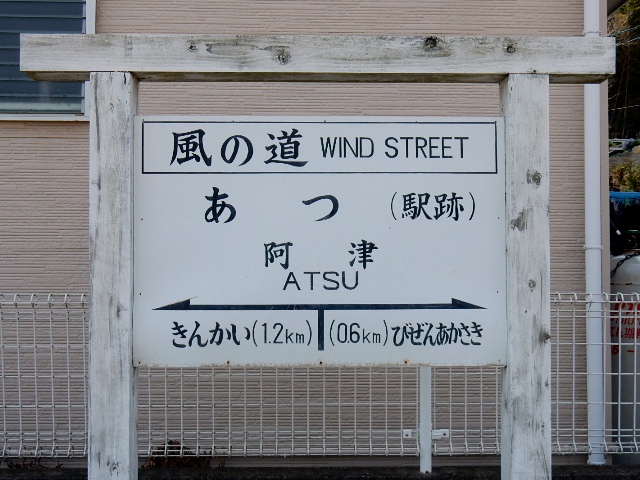 風の道 WIND STREET
あつ (駅跡)
阿津
ATSU
きんかい(1.2km) (0.6km)びぜんあかさき